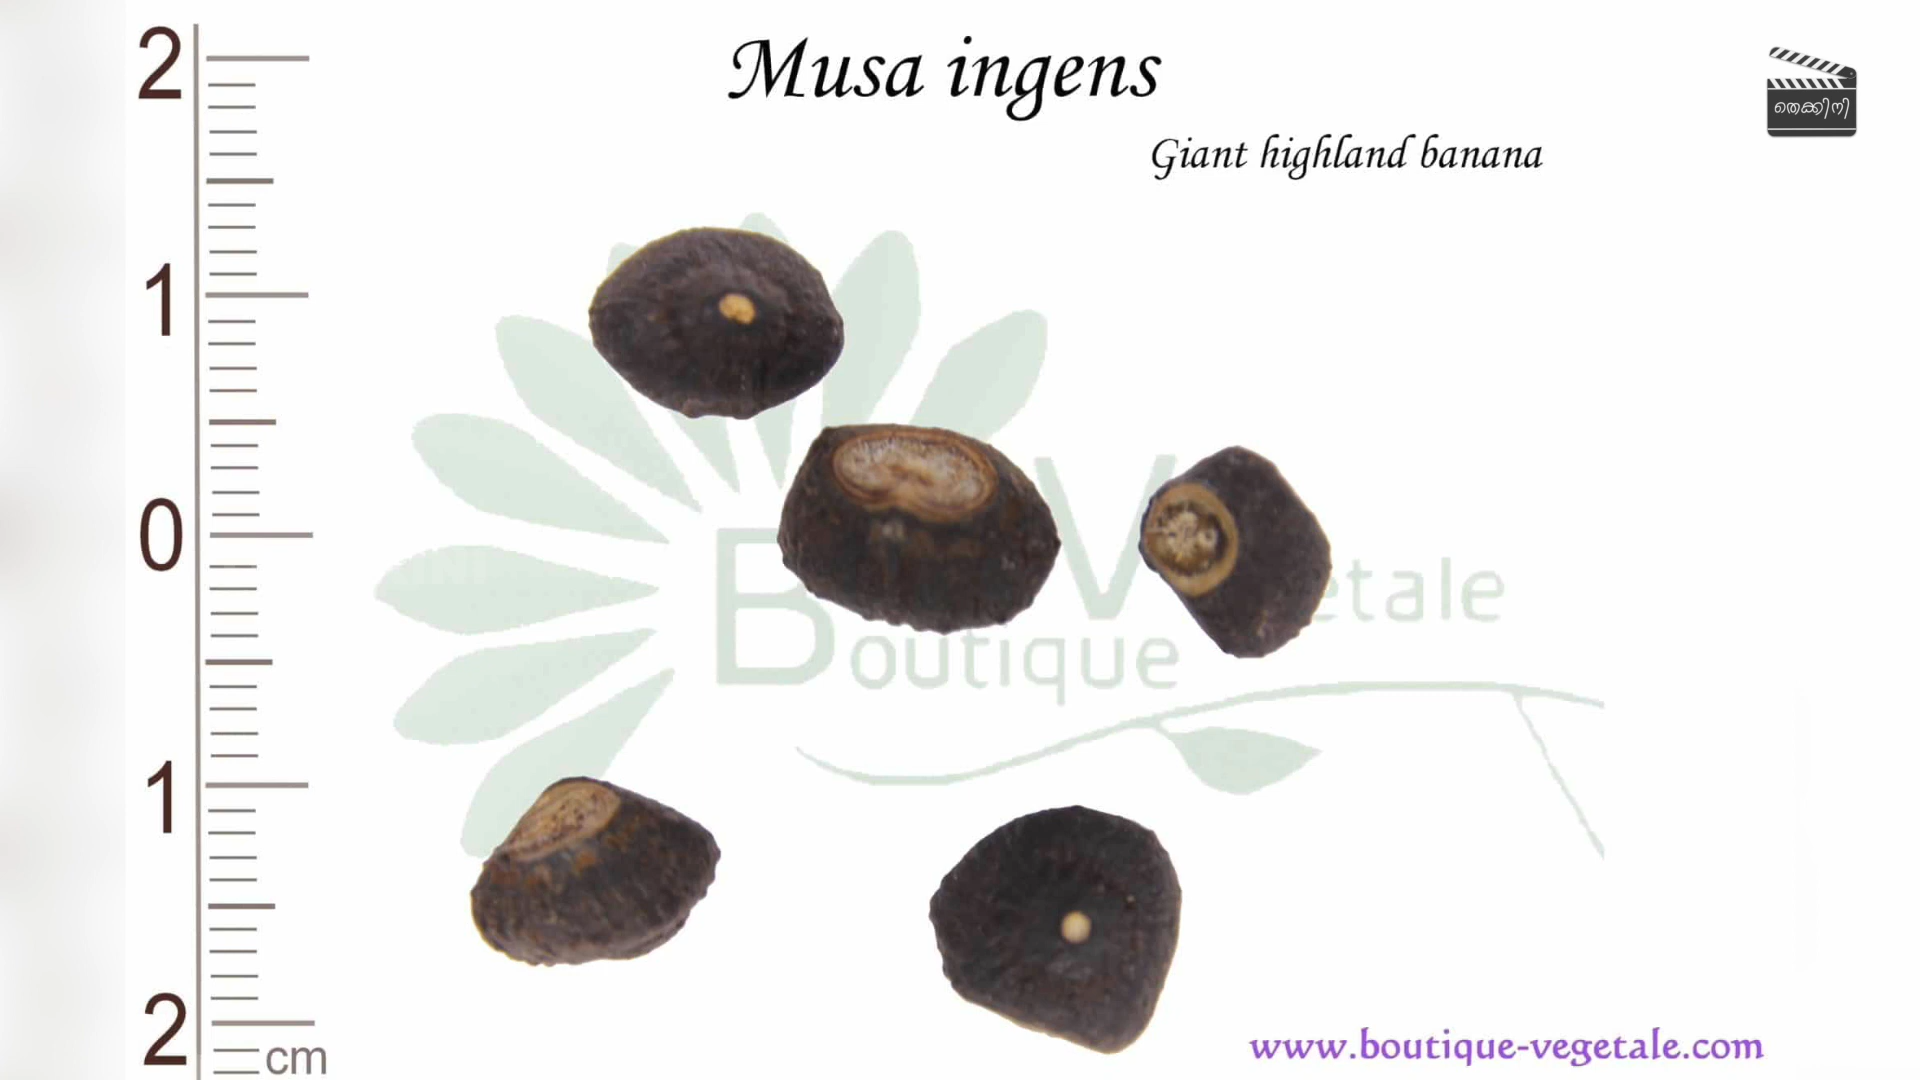 Musa ingens
തെക്കിനി
Giant highland banana
2
1
0
1
2
cm
Boutique
Vegetale
www.boutique-vegetale.com